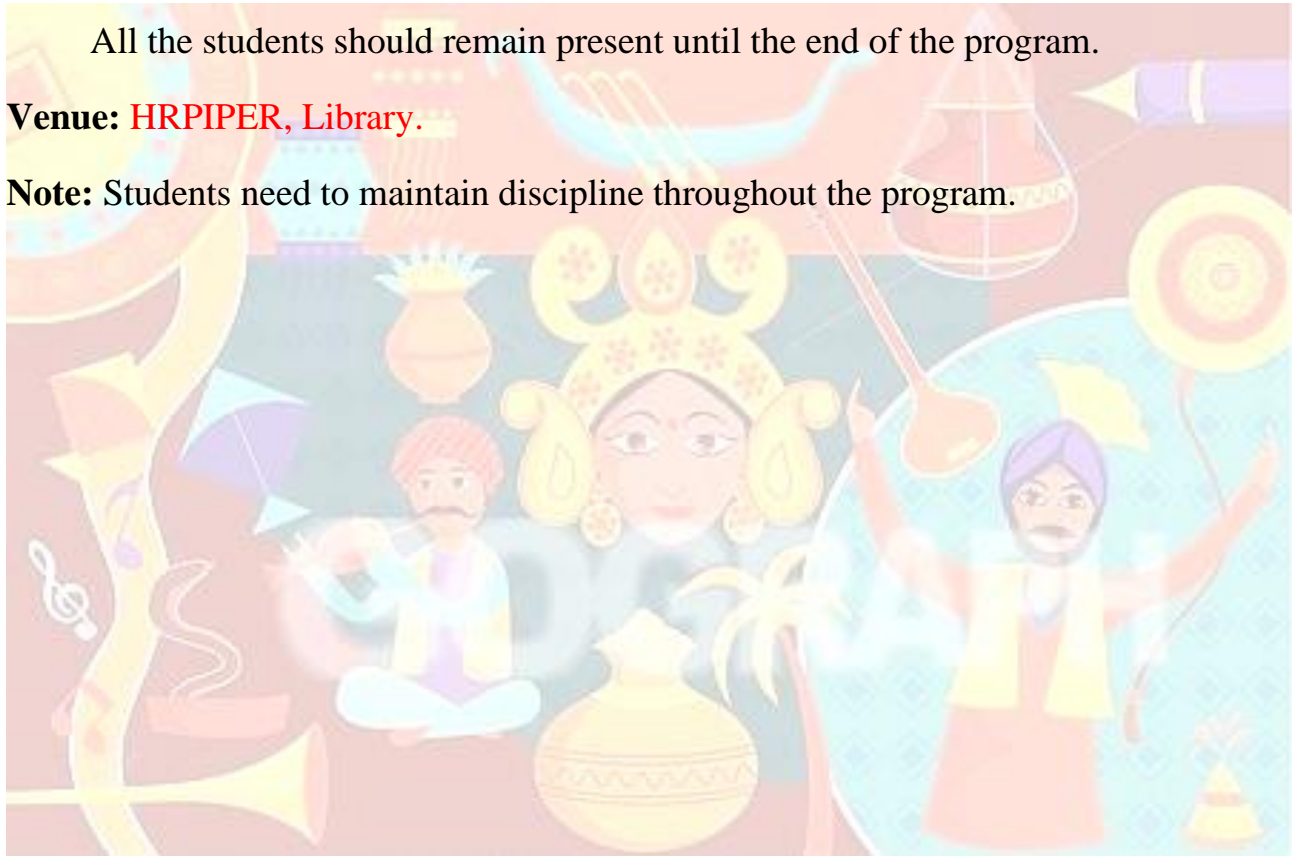 All the students should remain present until the end of the program.
Venue: HRPIPER, Library.
Note: Students need to maintain discipline throughout the program.